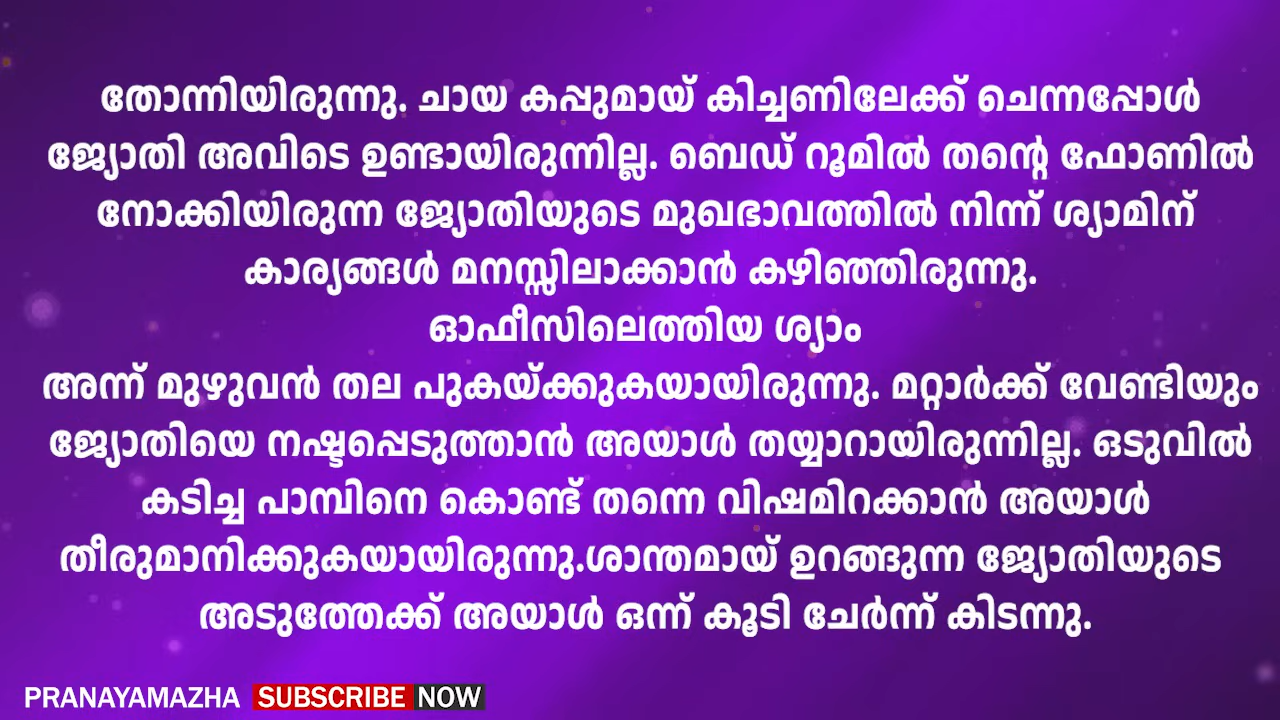 തോന്നിയിരുന്നു. ചായ കപ്പുമായ് കിച്ചണിലേക്ക് ചെന്നപ്പോൾ
ജ്യോതി അവിടെ ഉണ്ടായിരുന്നില്ല. ബെഡ് റൂമിൽ തന്റെ ഫോണിൽ
നോക്കിയിരുന്ന ജ്യോതിയുടെ മുഖഭാവത്തിൽ നിന്ന് ശ്യാമിന്
കാര്യങ്ങൾ മനസ്സിലാക്കാൻ കഴിഞ്ഞിരുന്നു.
ഓഫീസിലെത്തിയ ശ്യാം
അന്ന് മുഴുവൻ തല പുകയ്ക്കുകയായിരുന്നു. മറ്റാർക്ക് വേണ്ടിയും
ജ്യോതിയെ നഷ്ടപ്പെടുത്താൻ അയാൾ തയ്യാറായിരുന്നില്ല. ഒടുവിൽ
കടിച്ച പാമ്പിനെ കൊണ്ട് തന്നെ വിഷമിറക്കാൻ അയാൾ
തീരുമാനിക്കുകയായിരുന്നു.ശാന്തമായ് ഉറങ്ങുന്ന ജ്യോതിയുടെ
അടുത്തേക്ക് അയാൾ ഒന്ന് കൂടി ചേർന്ന് കിടന്നു.
PRANAYAMAZHA SUBSCRIBE NOW